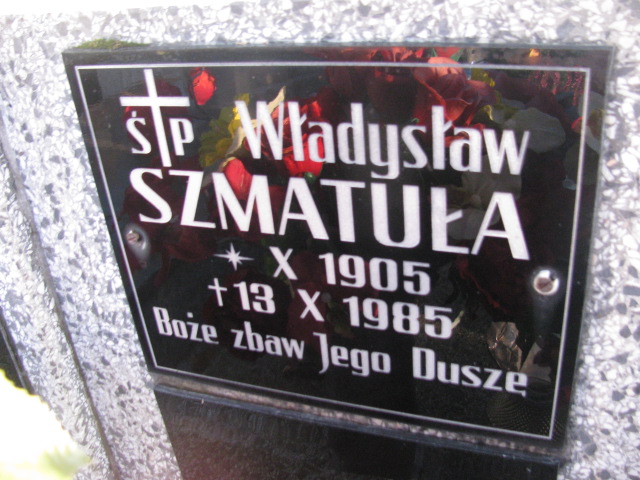 ŚP Władysław
SZMATUŁA
* X 1905
† 13 X 1985
Boże zbaw Jego Duszę